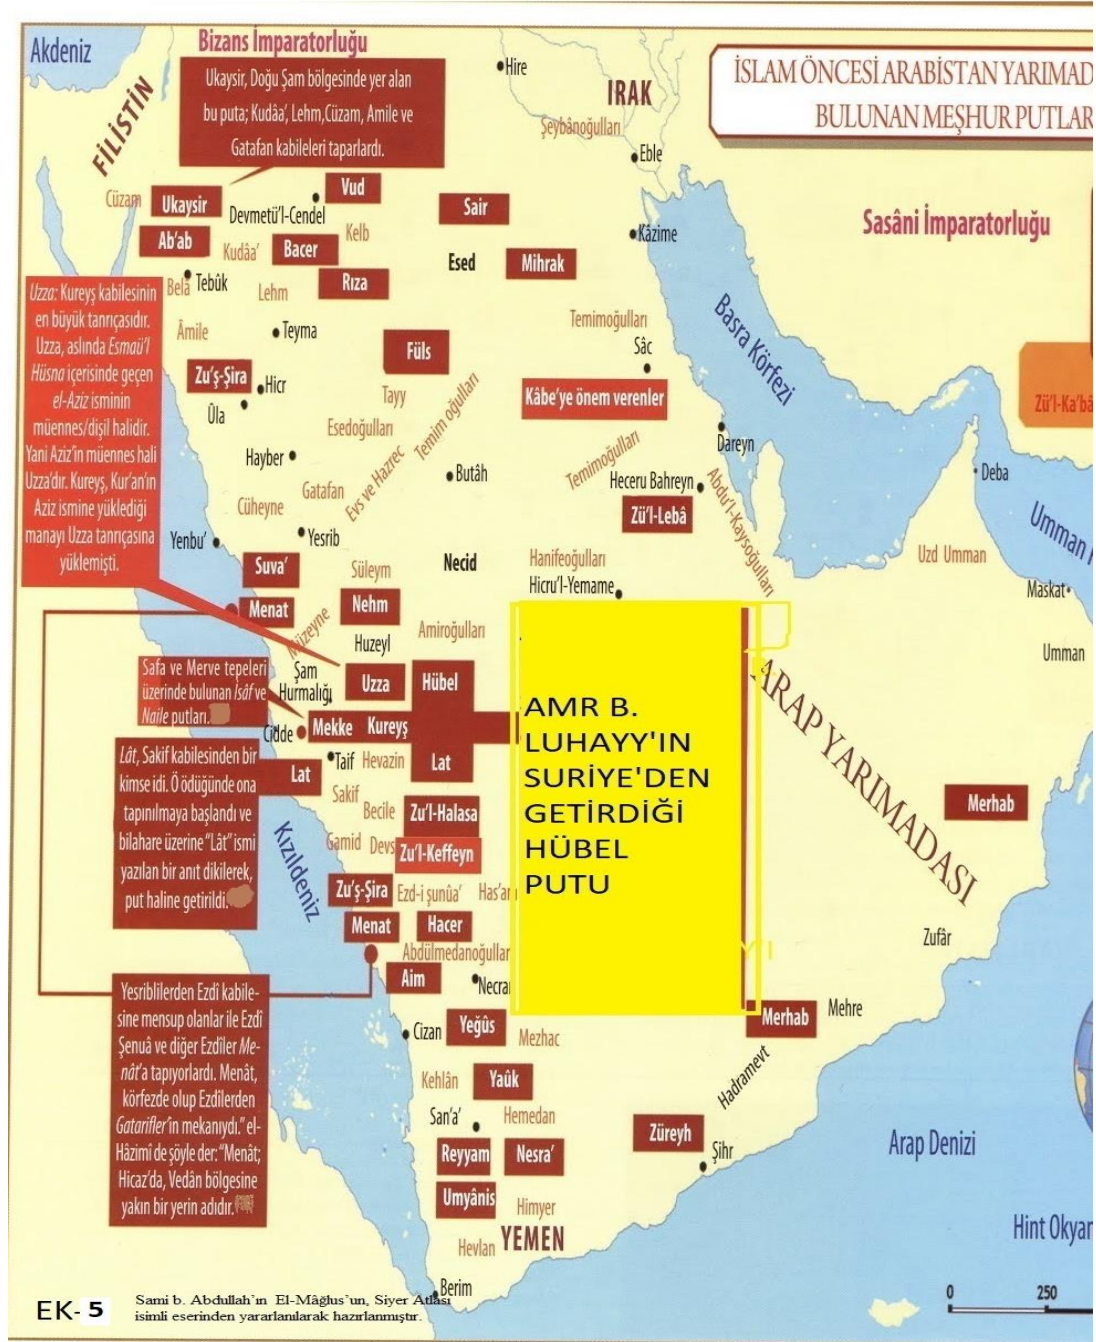 Akdeniz
Bizans İmparatorluğu
Ukaysir, Doğu Şam bölgesinde yer alan
bu puta; Kudâa', Lehm,Cüzam, Amile ve
Gatafan kabileleri taparlardı.
FİLİSTİN
Hire
IRAK
Şeybânoğulları
Eble
İSLAM ÖNCESİ ARABİSTAN YARIMAD
BULUNAN MEŞHUR PUTLAR
Cüzam
Ukaysir
Devmetü'l-Cendel
Vud
Sair
Kâzime
Sasâni İmparatorluğu
Ab'ab
Kudâa'
Bacer
Kelb
Esed
Mihrak
Belâ
Tebûk
Lehm
Rıza
Uzza: Kureyş kabilesinin
en büyük tanrıçasıdır.
Uzza, aslında Esmaü'l
Hüsna içerisinde geçen
el-Aziz isminin
müennes/dişil halidir.
Yani Aziz'in müennes hali
Uzza'dır. Kureyş, Kur'an'ın
Aziz ismine yüklediği
manayı Uzza tanrıçasına
yüklemişti.
Âmile
Teyma
Temimoğulları
Sâc
Basra Körfezi
Füls
Zu'ş-Şira
Hicr
Ûla
Tayy
Esedoğulları
Temim oğulları
Kâbe'ye önem verenler
Zü'l-Ka'bâ
Hayber
Gatafan
Evs ve Hazrec
Butâh
Temimoğulları
Heceru Bahreyn
Dareyn
Deba
Cüheyne
Zü'l-Lebâ
Abdu'l-Kaysoğulları
Yenbu'
Yesrib
Umman
Suva'
Süleym
Necid
Hanifeoğulları
Hicru'l-Yemame
Uzd Umman
Maskat
Menat
Nehm
Müzeyne
Huzeyl
Amiroğulları
Umman
Safa ve Merve tepeleri
üzerinde bulunan İsâf ve
Naile putları.
Şam
Hurmalığı
Uzza
Hübel
Cidde
Mekke
Kureyş
AMR B.
LUHAYY'IN
SURİYE'DEN
GETİRDİĞİ
HÜBEL
PUTU
ARAP YARIMADASI
Lât, Sakif kabilesinden bir
kimse idi. Ö ödüğünde ona
tapınılmaya başlandı ve
bilahare üzerine "Lât" ismi
yazılan bir anıt dikilerek,
put haline getirildi.
Lat
Taif
Hevazin
Lat
Sakif
Becile
Zu'l-Halasa
Merhab
Kızıldeniz
Gamid
Devs
Zu'l-Keffeyn
Zu'ş-Şira
Ezd-i şunûa'
Has'am
Menat
Hacer
Abdülmedanoğullar
Zufâr
Aim
Necra
Yesriblilerden Ezdî kabile-
sine mensup olanlar ile Ezdî
Şenuâ ve diğer Ezdîler Me-
nât'a tapıyorlardı. Menât,
körfezde olup Ezdîlerden
Gatarifler'in mekanıydı." el-
Hâzimî de şöyle der: "Menât;
Hicaz'da, Vedân bölgesine
yakın bir yerin adıdır.
Cizan
Yeğûs
Mezhac
Merhab
Mehre
Kehlân
Yaûk
Hadramevt
San'a'
Hemedan
Reyyam
Nesra'
Züreyh
Şihr
Arap Denizi
Umyânis
Himyer
Hevlan
YEMEN
Hint Okyan
Berim
0 250
EK-5
Sami b. Abdullah'ın El-Mâğlus'un, Siyer Atlası
isimli eserinden yararlanılarak hazırlanmıştır.